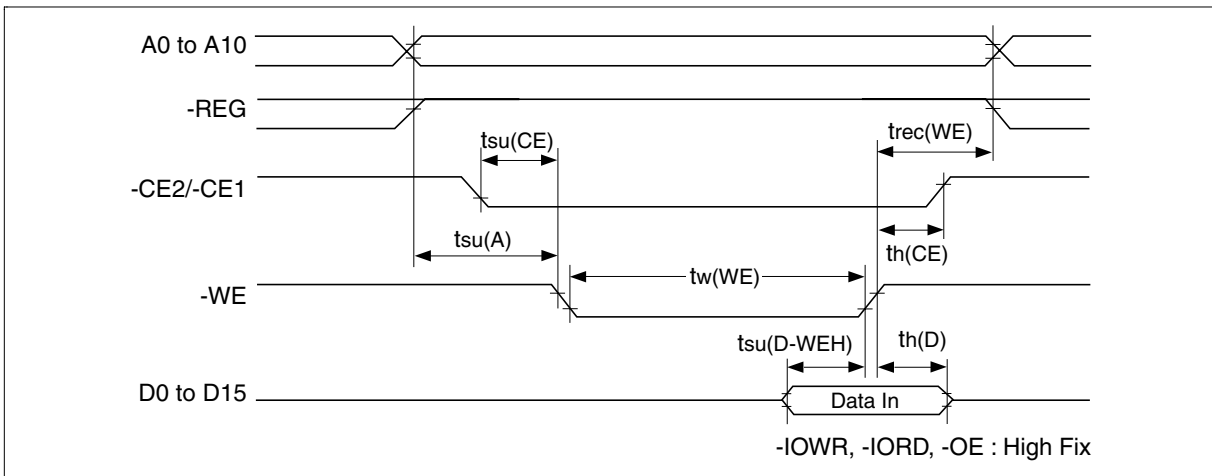 A0 to A10
-REG
tsu(CE)
trec(WE)
-CE2/-CE1
tsu(A)
th(CE)
tw(WE)
-WE
tsu(D-WEH)
th(D)
D0 to D15
Data In
-IOWR, -IORD, -OE : High Fix